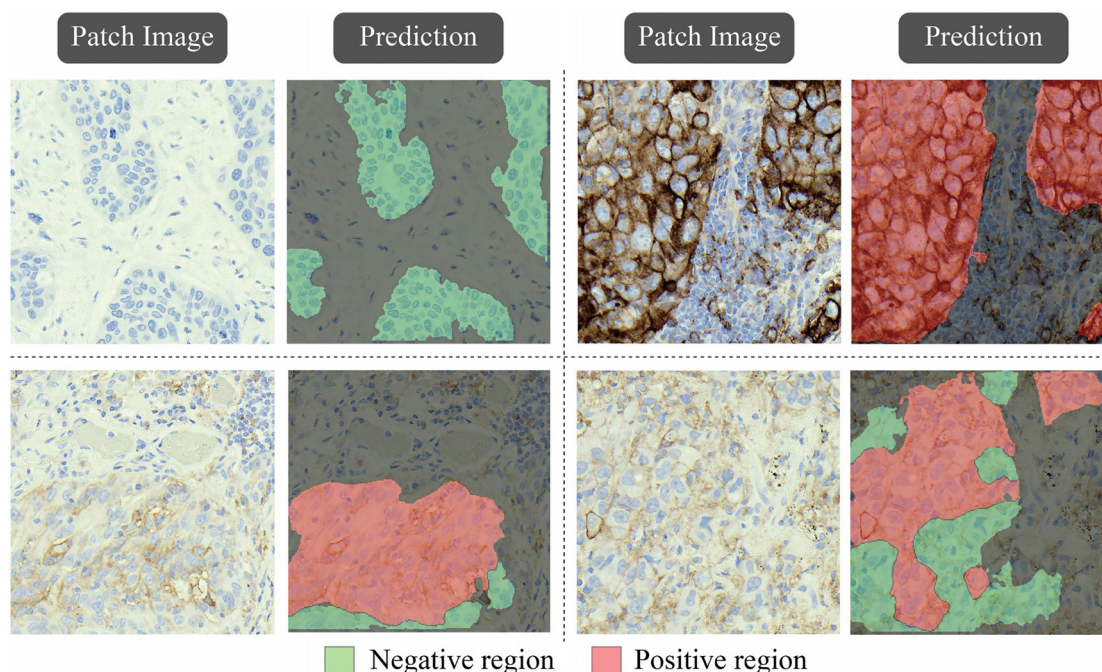 Patch Image
Prediction
Patch Image
Prediction
Negative region
Positive region